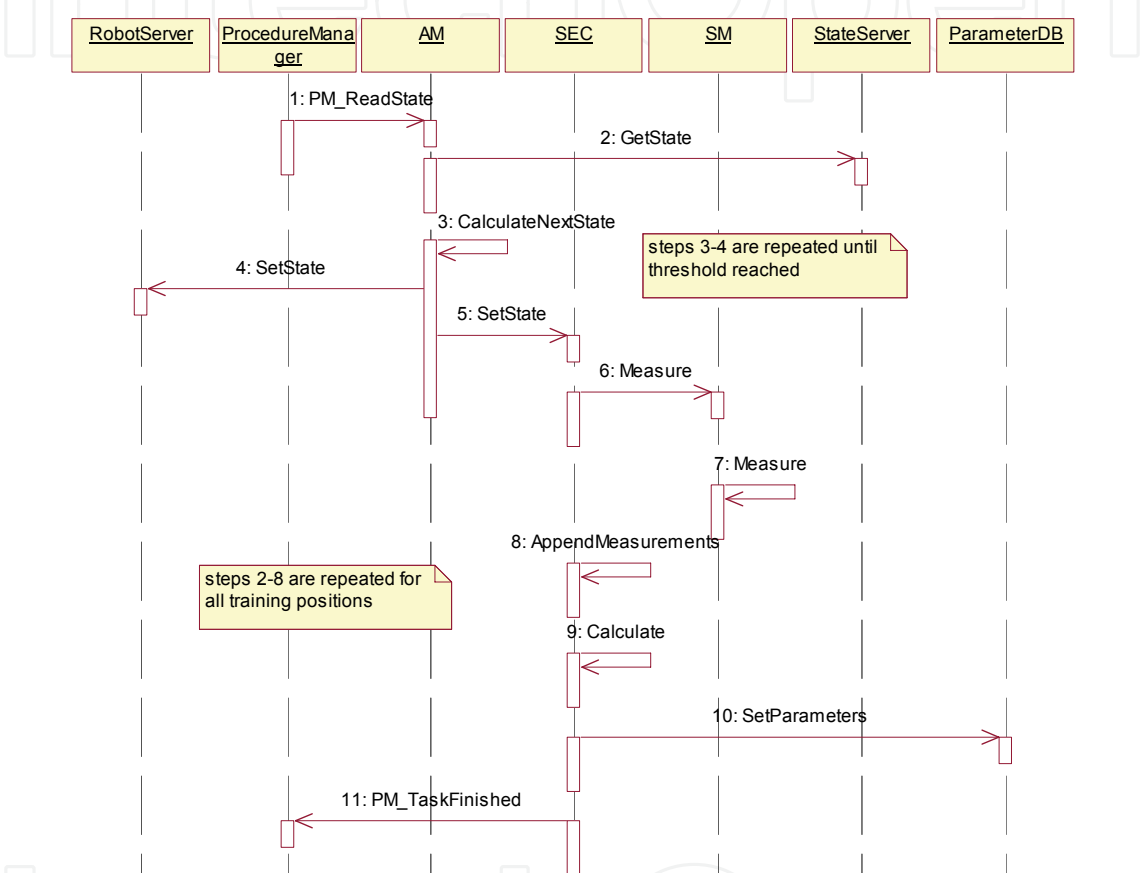 RobotServer
ProcedureMana
ger
AM
SEC
SM
StateServer
ParameterDB
1: PM_ReadState
2: GetState
3: CalculateNextState
steps 3-4 are repeated until
threshold reached
4: SetState
5: SetState
6: Measure
7: Measure
8: AppendMeasurements
steps 2-8 are repeated for
all training positions
9: Calculate
10: SetParameters
11: PM_TaskFinished